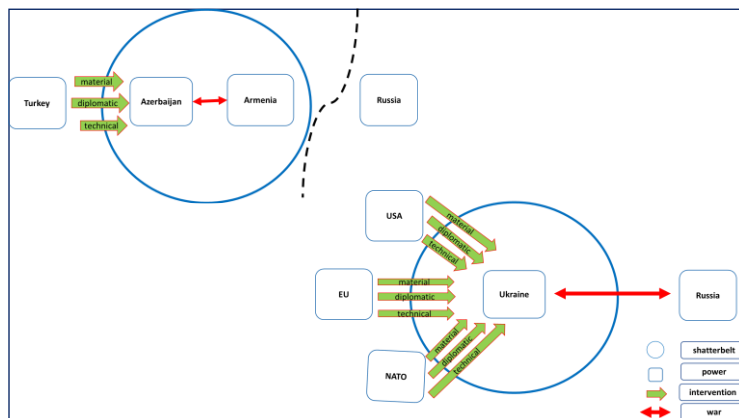 material
Turkey
diplomatic
Azerbaijan
Armenia
Russia
technical
USA
material
diplomatic
technical
EU
material
diplomatic
technical
Ukraine
Russia
NATO
material
diplomatic
technical
shatterbelt
power
intervention
war